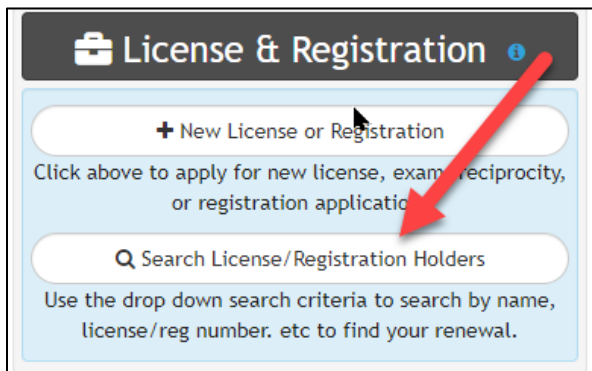 License & Registration
+ New License or Registration
Click above to apply for new license, exam, reciprocity,
or registration
Search License/Registration Holders
Use the drop down search criteria to search by name,
license/reg number. etc to find your renewal.